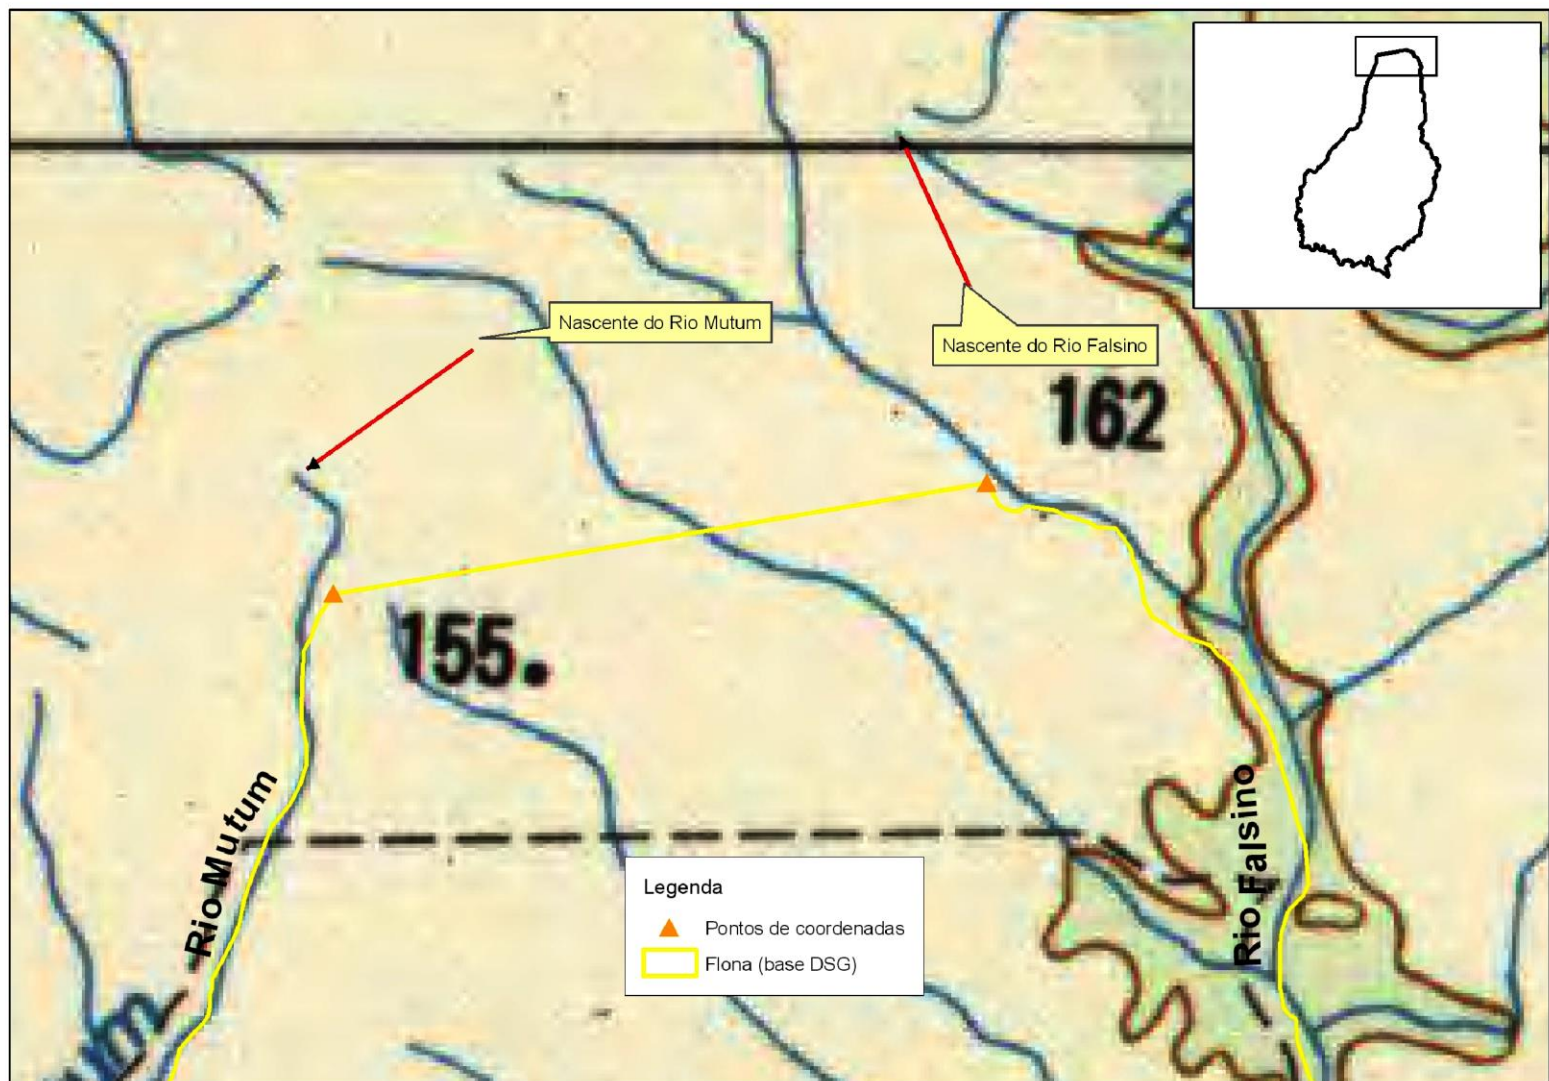 Nascente do Rio Mutum
Nascente do Rio Falsino
162
155.
Rio Mutum
Rio Falsino
Legenda
Pontos de coordenadas
Flona (base DSG)